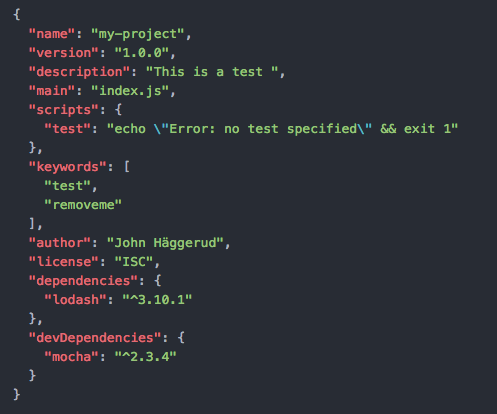 {
  "name": "my-project",
  "version": "1.0.0",
  "description": "This is a test ",
  "main": "index.js",
  "scripts": {
    "test": "echo \"Error: no test specified\" && exit 1"
  },
  "keywords": [
    "test",
    "removeme"
  ],
  "author": "John Häggerud",
  "license": "ISC",
  "dependencies": {
    "lodash": "^3.10.1"
  },
  "devDependencies": {
    "mocha": "^2.3.4"
  }
}